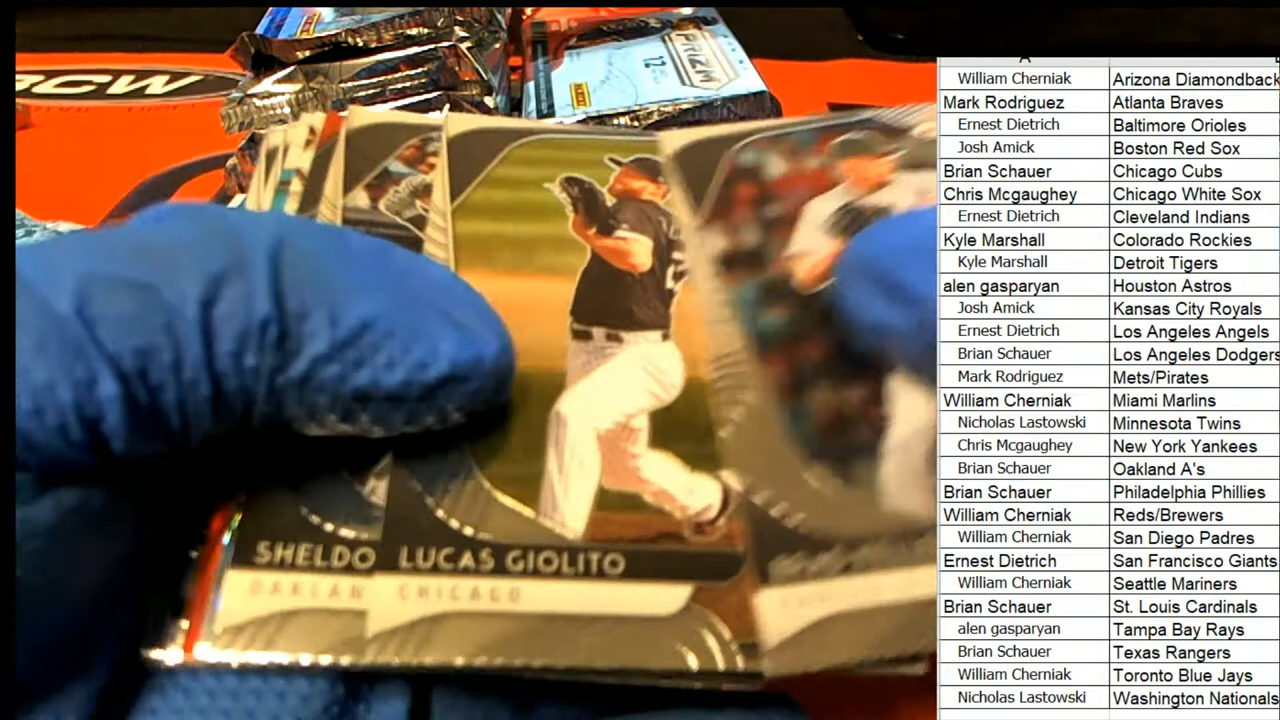 BCW
PRIZM
12
PANINI
SHELDO
OAKLAN
LUCAS GIOLITO
CHICAGO
A
William Cherniak Arizona Diamondback
Mark Rodriguez Atlanta Braves
Ernest Dietrich Baltimore Orioles
Josh Amick Boston Red Sox
Brian Schauer Chicago Cubs
Chris Mcgaughey Chicago White Sox
Ernest Dietrich Cleveland Indians
Kyle Marshall Colorado Rockies
Kyle Marshall Detroit Tigers
alen gasparyan Houston Astros
Josh Amick Kansas City Royals
Ernest Dietrich Los Angeles Angels
Brian Schauer Los Angeles Dodgers
Mark Rodriguez Mets/Pirates
William Cherniak Miami Marlins
Nicholas Lastowski Minnesota Twins
Chris Mcgaughey New York Yankees
Brian Schauer Oakland A's
Brian Schauer Philadelphia Phillies
William Cherniak Reds/Brewers
William Cherniak San Diego Padres
Ernest Dietrich San Francisco Giants
William Cherniak Seattle Mariners
Brian Schauer St. Louis Cardinals
alen gasparyan Tampa Bay Rays
Brian Schauer Texas Rangers
William Cherniak Toronto Blue Jays
Nicholas Lastowski Washington Nationals